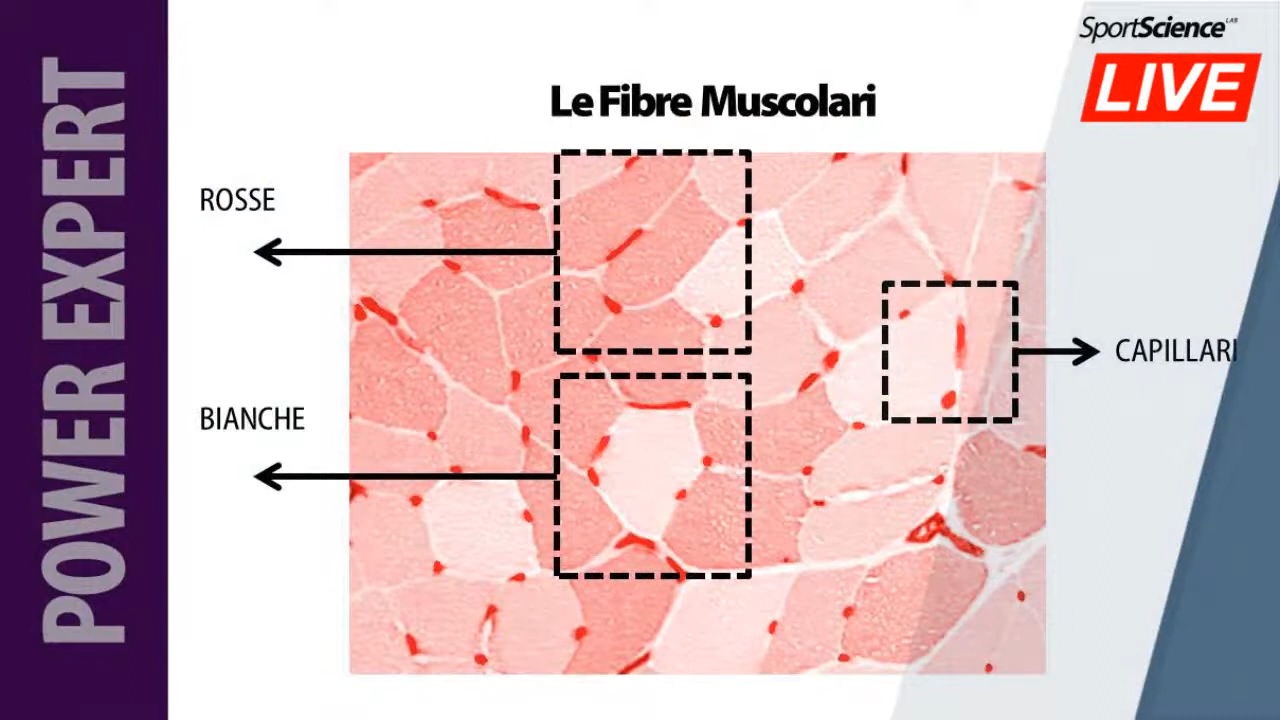 POWER EXPERT
SportScience LAB
LIVE
Le Fibre Muscolari
ROSSE
CAPILLARI
BIANCHE